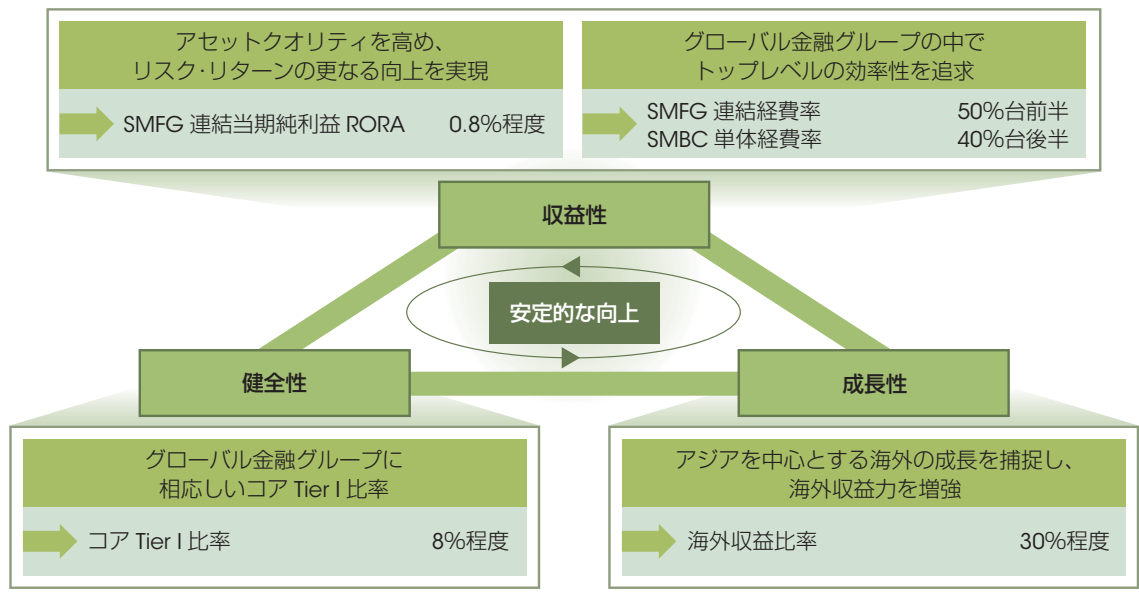 アセットクオリティを高め、
リスク・リターンの更なる向上を実現
SMFG 連結当期純利益 RORA 0.8%程度
グローバル金融グループの中で
トップレベルの効率性を追求
SMFG 連結経費率 50%台前半
SMBC 単体経費率 40%台後半
収益性
安定的な向上
健全性
成長性
グローバル金融グループに
相応しいコア Tier I 比率
コア Tier I 比率 8%程度
アジアを中心とする海外の成長を捕捉し、
海外収益力を増強
海外収益比率 30%程度